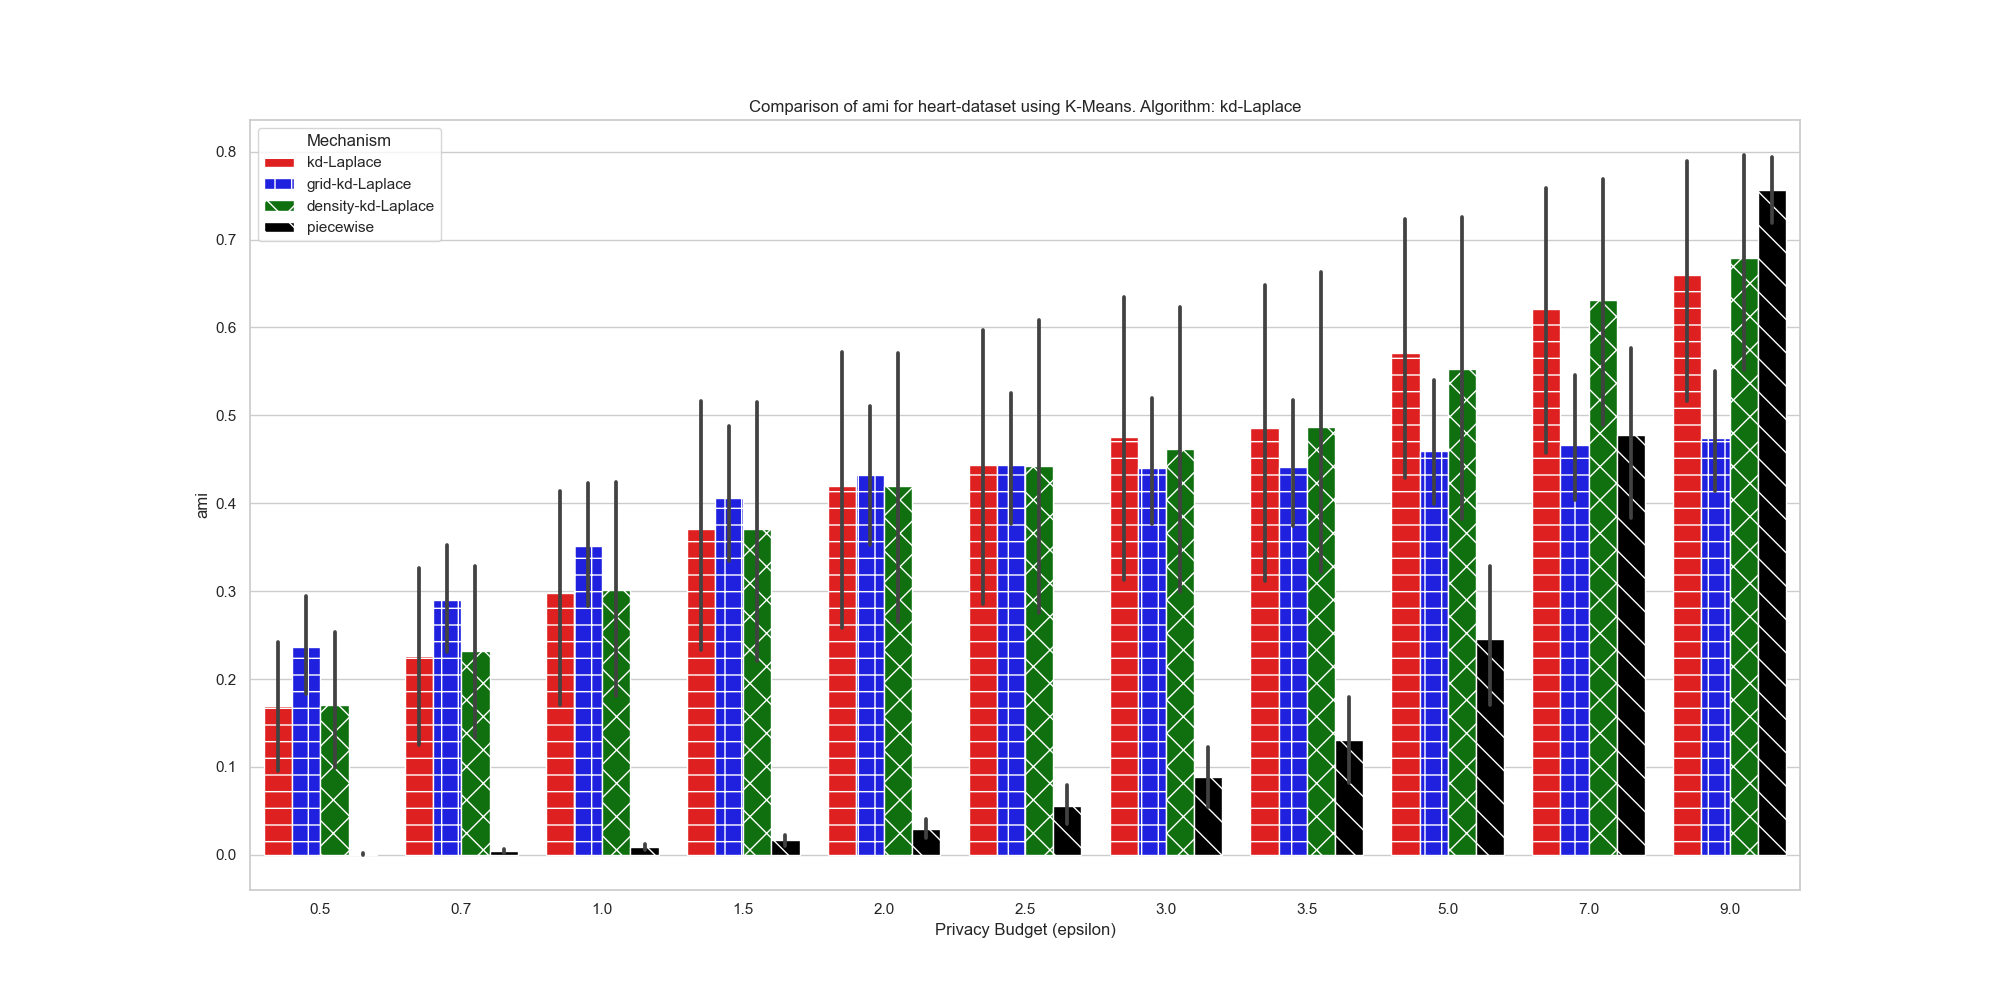 Comparison of ami for heart-dataset using K-Means. Algorithm: kd-Laplace
Mechanism
kd-Laplace
grid-kd-Laplace
density-kd-Laplace
piecewise
ami
0.8
0.7
0.6
0.5
0.4
0.3
0.2
0.1
0.0
0.5 0.7 1.0 1.5 2.0 2.5 3.0 3.5 5.0 7.0 9.0
Privacy Budget (epsilon)